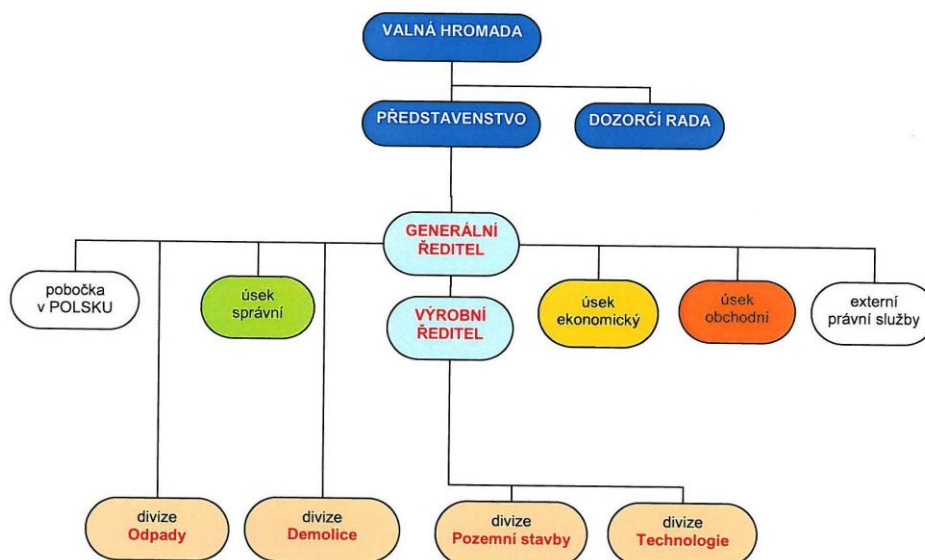 VALNÁ HROMADA
PŘEDSTAVENSTVO
DOZORČÍ RADA
GENERÁLNÍ
ŘEDITEL
pobočka
v POLSKU
úsek
správní
VÝROBNÍ
ŘEDITEL
úsek
ekonomický
úsek
obchodní
externí
právní služby
divize
Odpady
divize
Demolice
divize
Pozemní stavby
divize
Technologie